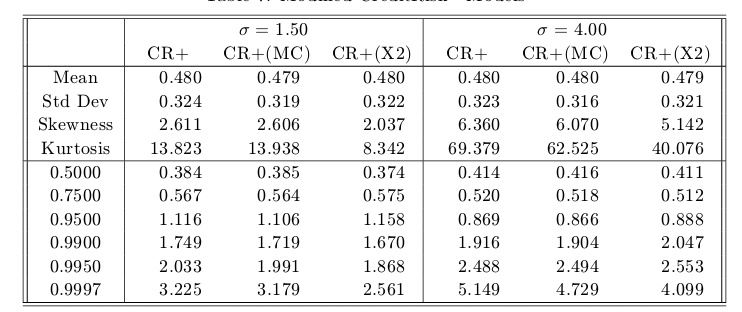 σ = 1.50 σ = 4.00
CR+ CR+(MC) CR+(X2) CR+ CR+(MC) CR+(X2)
Mean 0.480 0.479 0.480 0.480 0.480 0.479
Std Dev 0.324 0.319 0.322 0.323 0.316 0.321
Skewness 2.611 2.606 2.037 6.360 6.070 5.142
Kurtosis 13.823 13.938 8.342 69.379 62.525 40.076
0.5000 0.384 0.385 0.374 0.414 0.416 0.411
0.7500 0.567 0.564 0.575 0.520 0.518 0.512
0.9500 1.116 1.106 1.158 0.869 0.866 0.888
0.9900 1.749 1.719 1.670 1.916 1.904 2.047
0.9950 2.033 1.991 1.868 2.488 2.494 2.553
0.9997 3.225 3.179 2.561 5.149 4.729 4.099